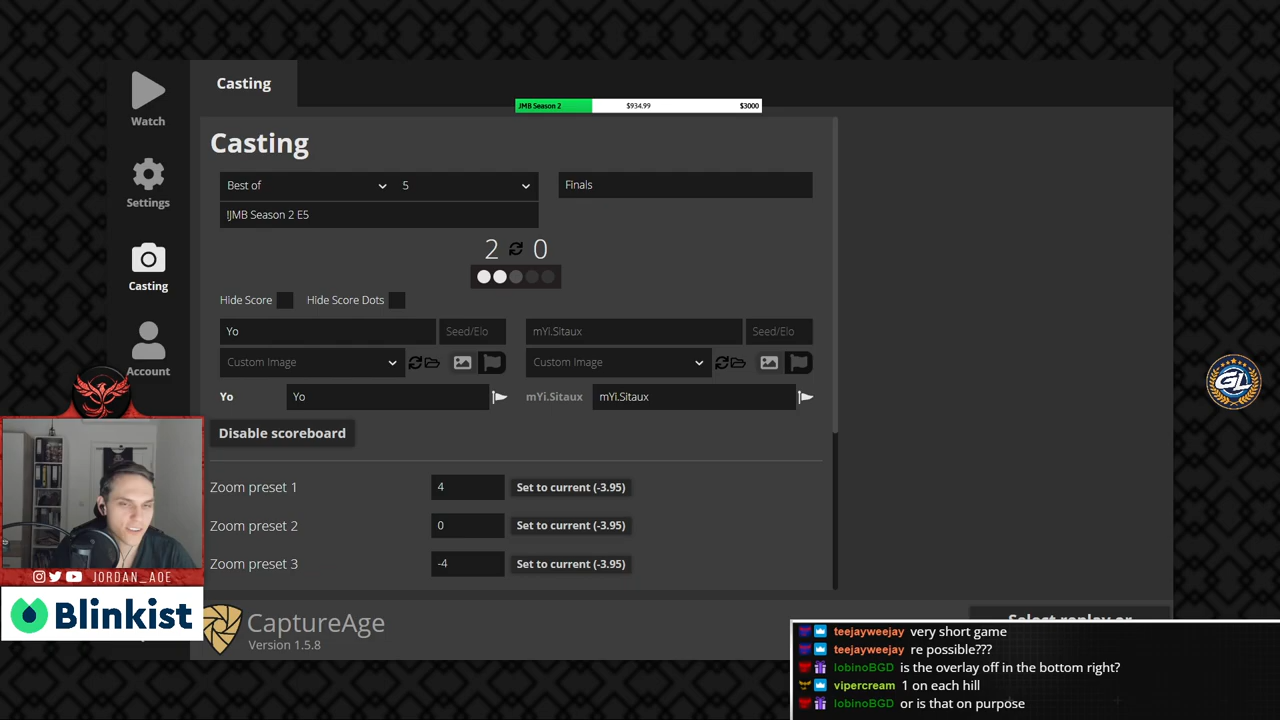 Casting
JMB Season 2 $934.99 $3000
Watch
Settings
Casting
Account
Casting
Best of 5 Finals
!JMB Season 2 E5
2 0
Hide Score Hide Score Dots
Yo Seed/Elo mYi.Sitaux Seed/Elo
Custom Image Custom Image
Yo Yo mYi.Sitaux mYi.Sitaux
Disable scoreboard
Zoom preset 1 4 Set to current (-3.95)
Zoom preset 2 0 Set to current (-3.95)
Zoom preset 3 -4 Set to current (-3.95)
GL
JORDAN_AOE
Blinkist
CaptureAge
Version 1.5.8
Select replay or
teejayweejay very short game
teejayweejay re possible???
lobinoBGD is the overlay off in the bottom right?
vipercream 1 on each hill
lobinoBGD or is that on purpose